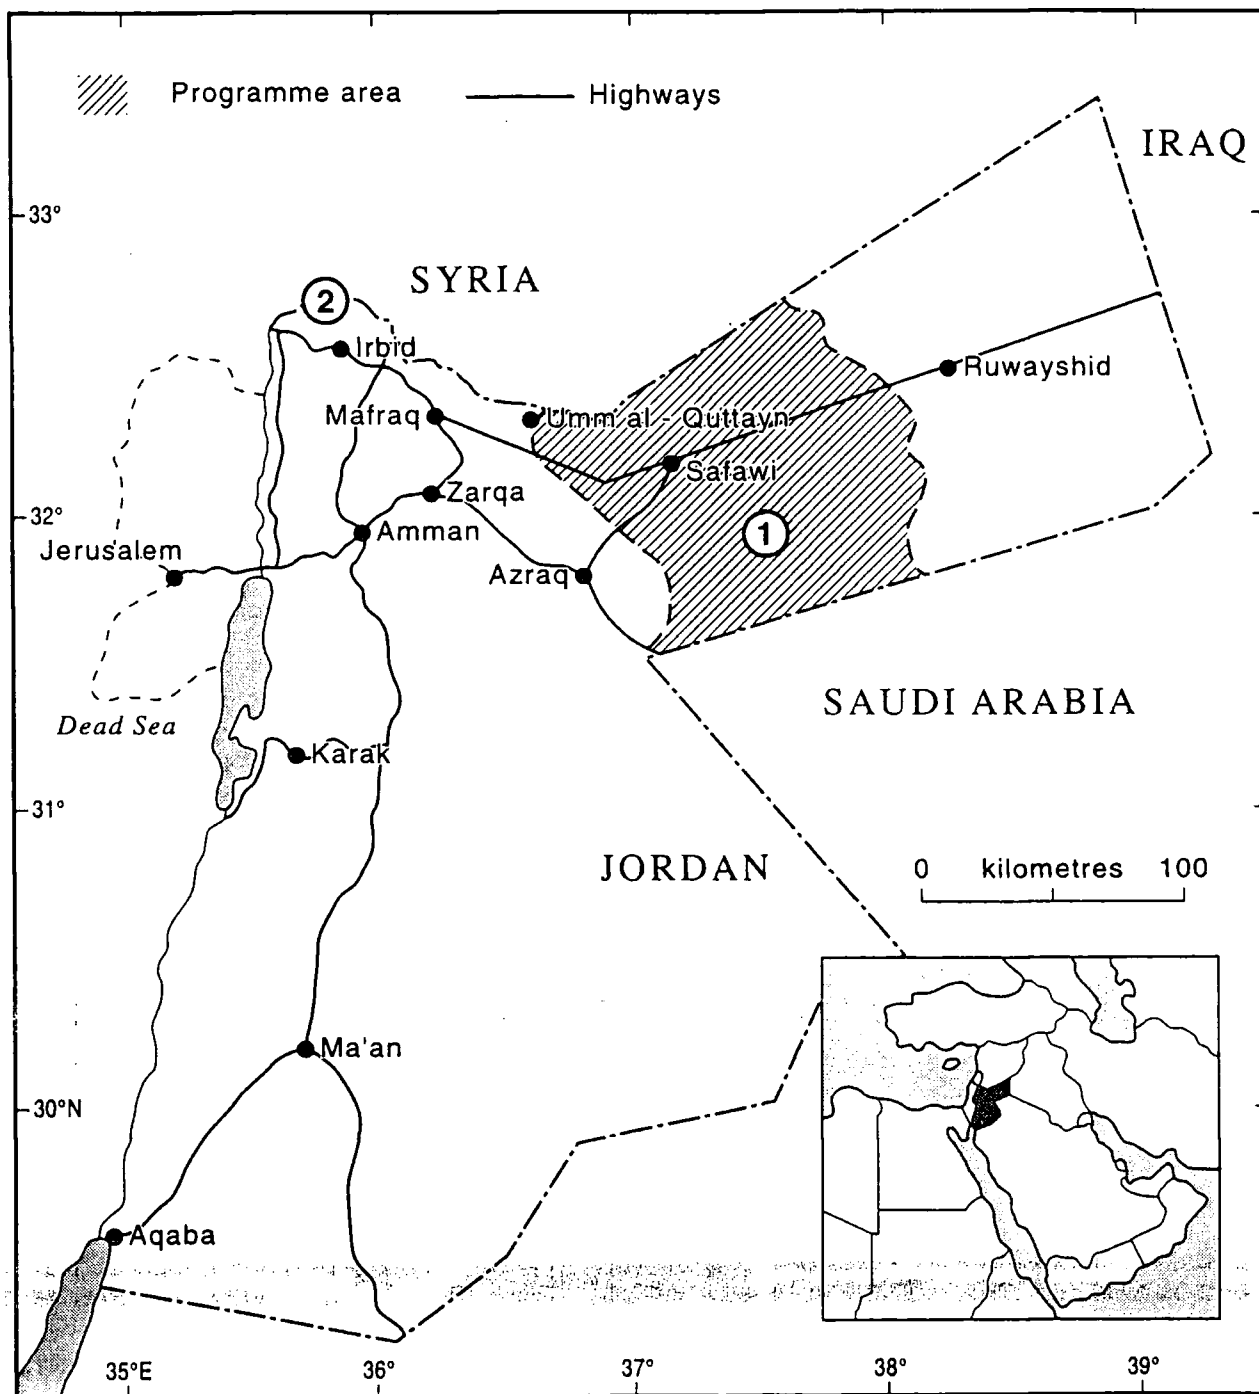 Programme area
Highways
IRAQ
33°
SYRIA
2
Irbid
Ruwayshid
Mafraq
Umm al - Quttayn
Safawi
Zarqa
32°
Amman
1
Jerusalem
Azraq
SAUDI ARABIA
Dead Sea
Karak
31°
JORDAN
0 kilometres 100
Ma'an
30°N
Aqaba
35°E 36° 37° 38° 39°